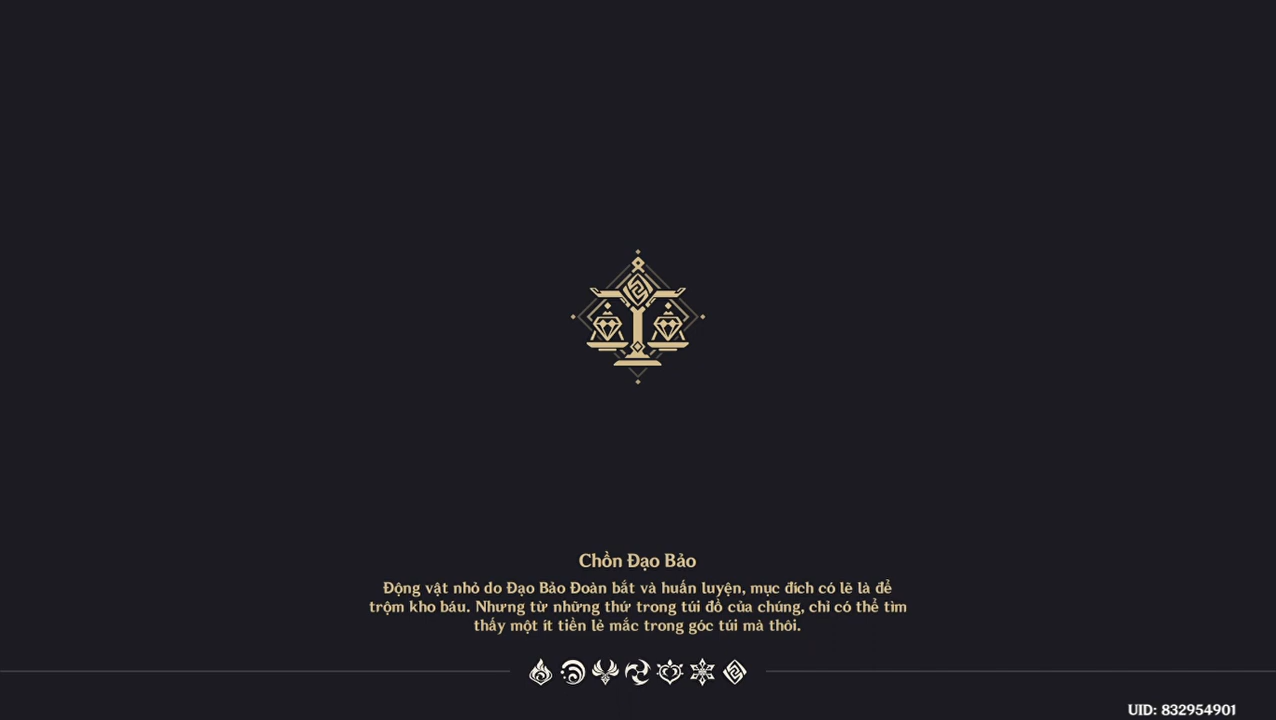 Chồn Đạo Bảo
Động vật nhỏ do Đạo Bảo Đoàn bắt và huấn luyện, mục đích có lẽ là để
trộm kho báu. Nhưng từ những thứ trong túi đồ của chúng, chỉ có thể tìm
thấy một ít tiền lẻ mắc trong góc túi mà thôi.
UID: 832954901